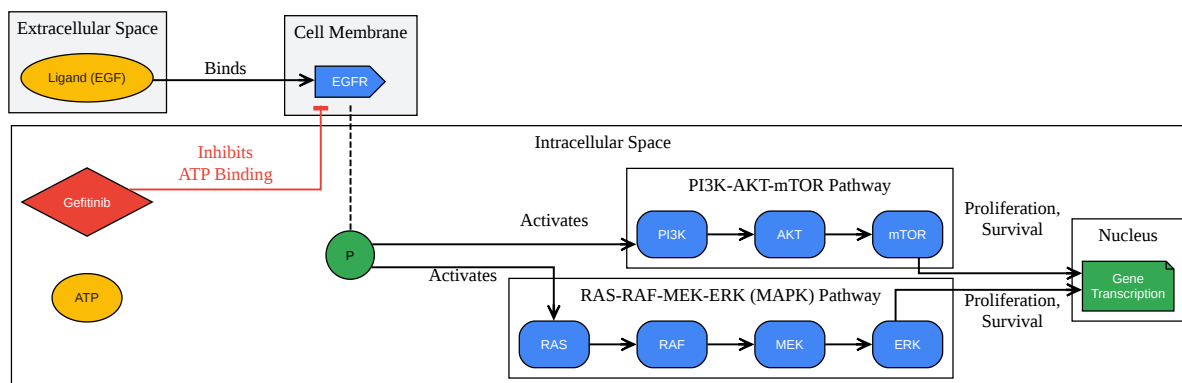 Extracellular Space
Cell Membrane
Ligand (EGF)
Binds
EGFR
Intracellular Space
Inhibits
ATP Binding
Gefitinib
PI3K-AKT-mTOR Pathway
Activates
PI3K
AKT
mTOR
Proliferation,
Survival
Nucleus
P
Activates
Gene
Transcription
ATP
RAS-RAF-MEK-ERK (MAPK) Pathway
Proliferation,
Survival
RAS
RAF
MEK
ERK